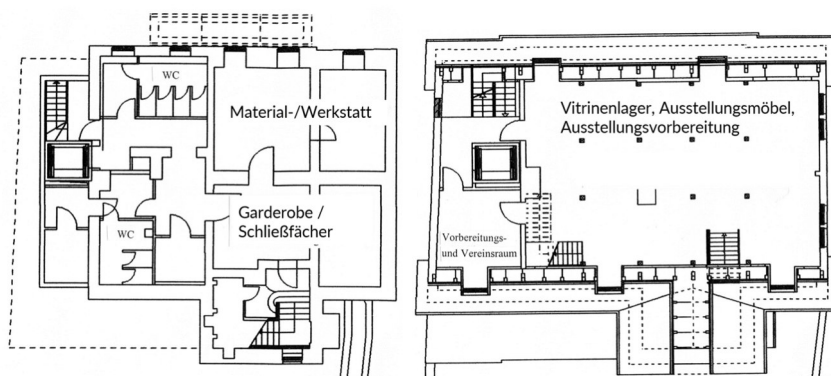 WC
Material-/Werkstatt
Garderobe /
Schließfächer
WC
Vitrinenlager, Ausstellungsmöbel,
Ausstellungsvorbereitung
Vorbereitungs-
und Vereinsraum